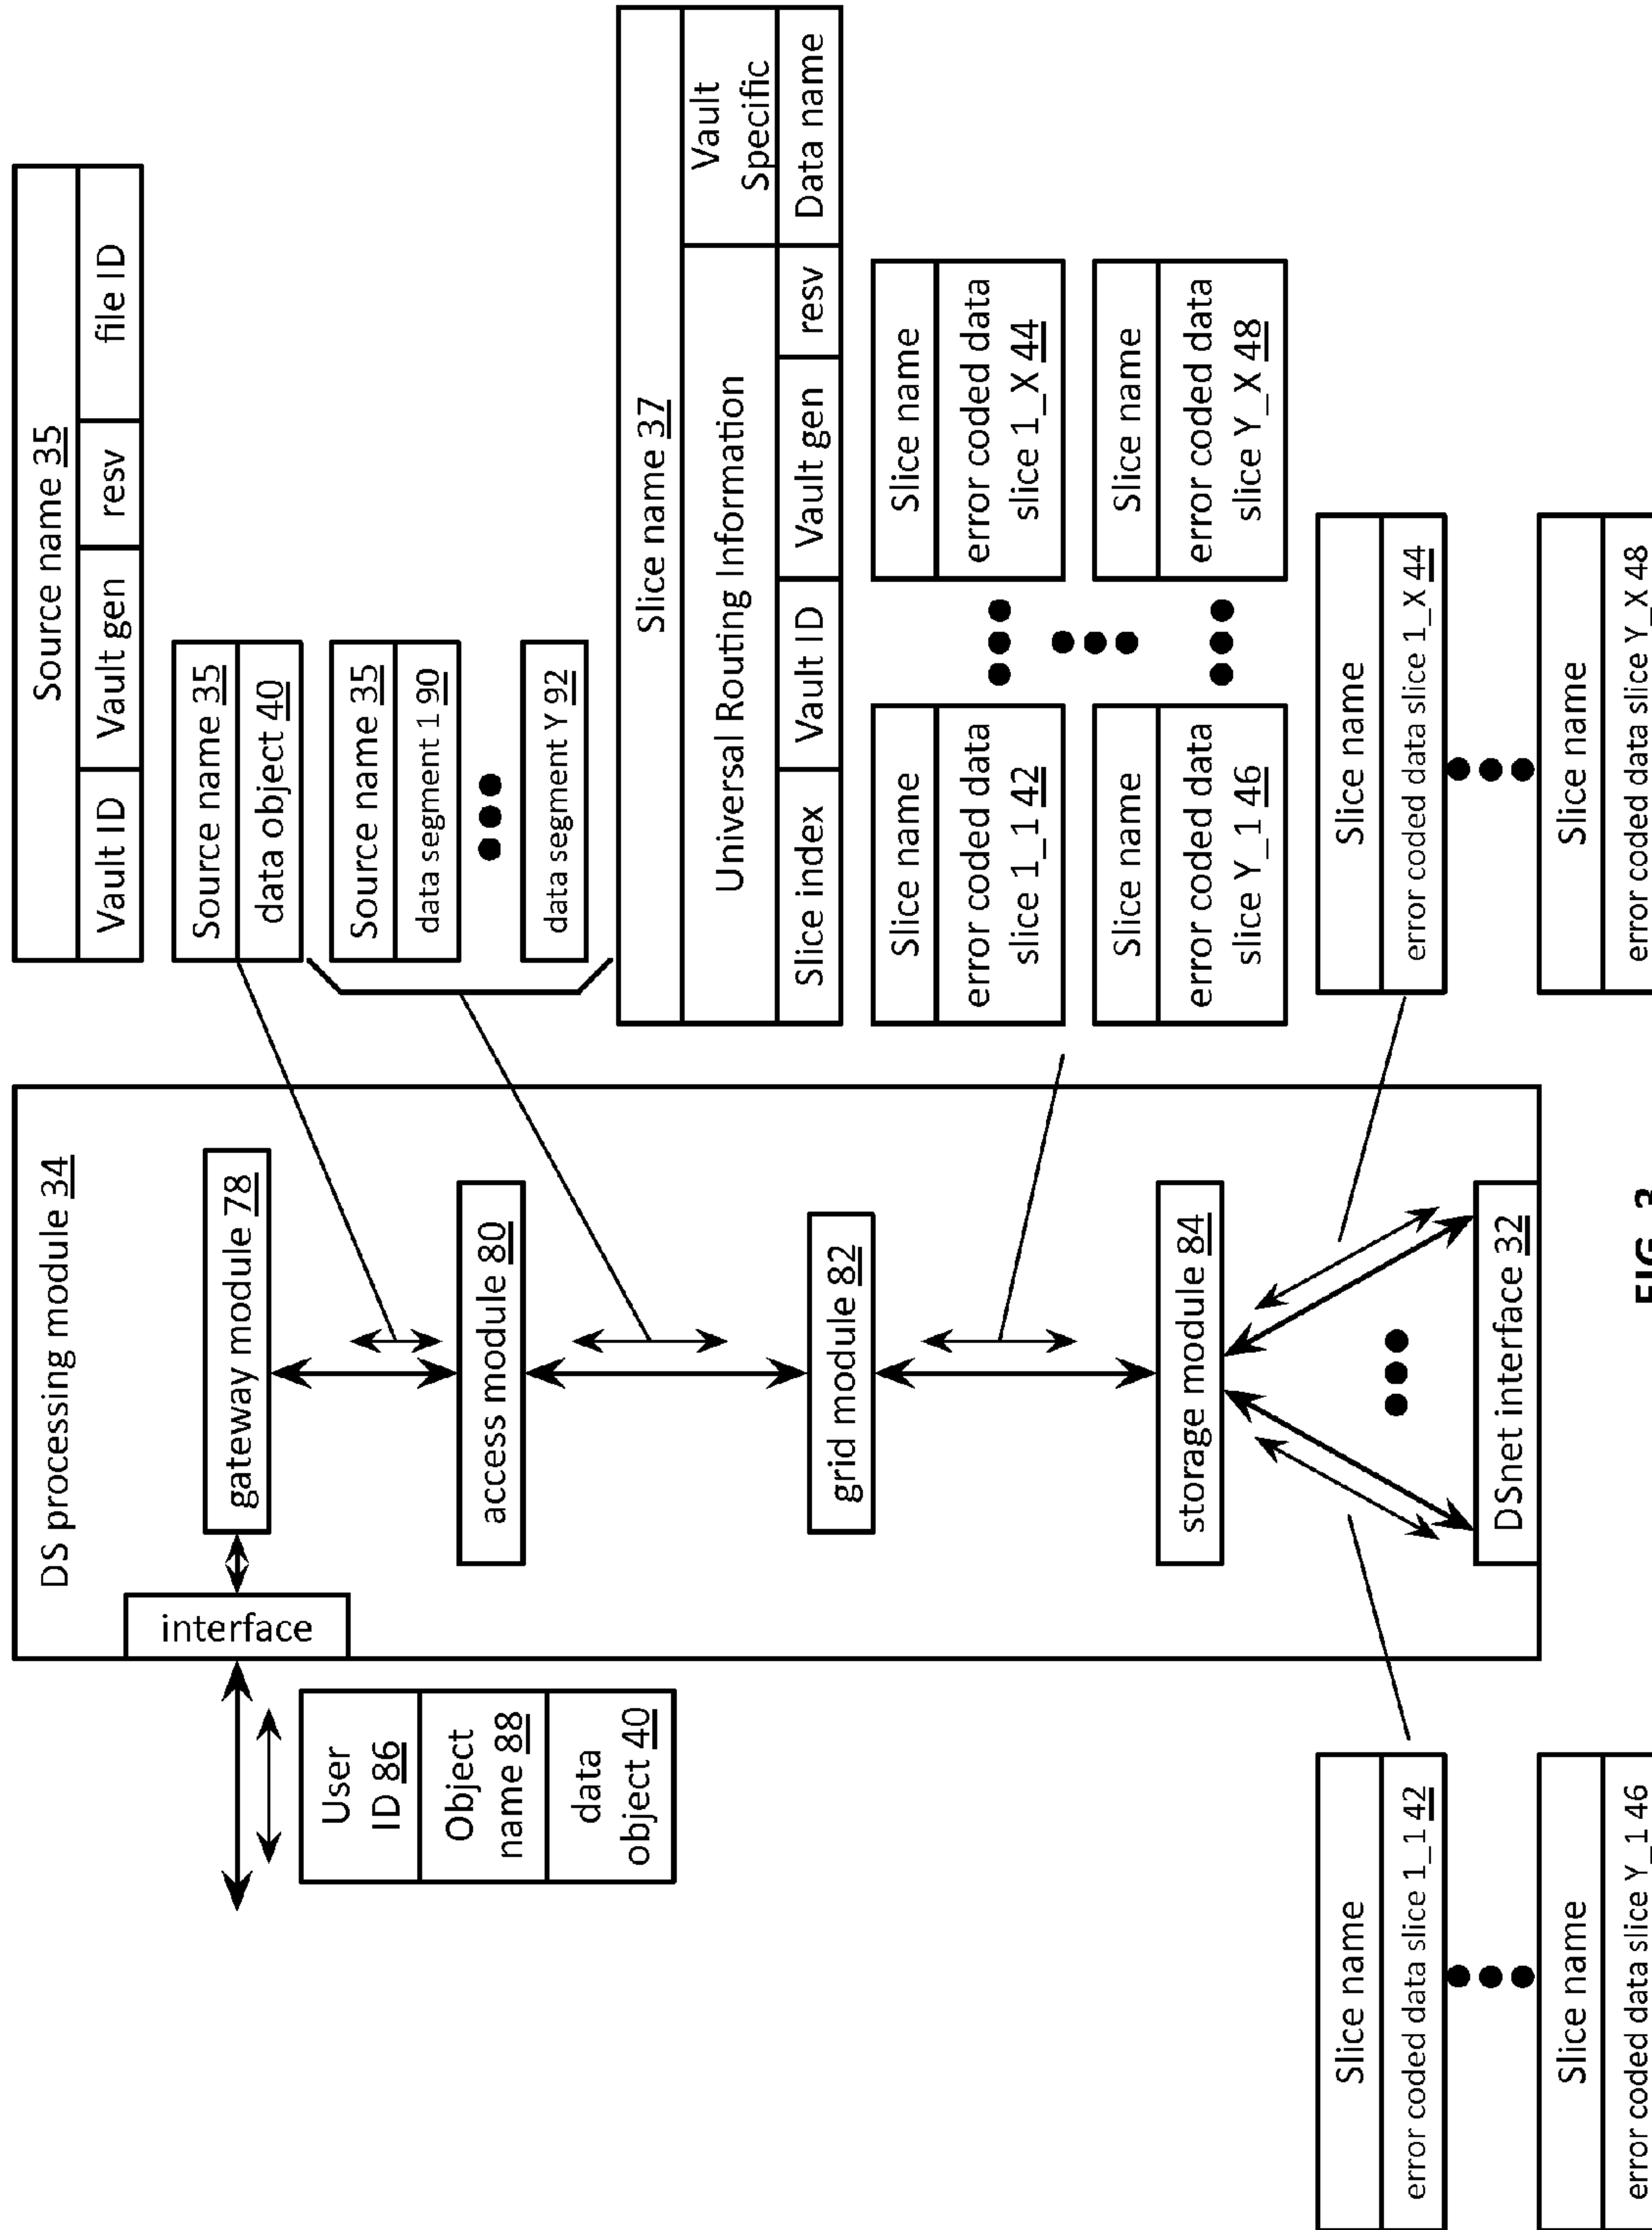 DS processing module 34
interface
gateway module 78
access module 80
grid module 82
storage module 84
DSnet interface 32
User
ID 86
Object
name 88
data
object 40
Source name 35
Vault ID
Vault gen
resv
file ID
Source name 35
data object 40
Source name 35
data segment 1 90
data segment Y 92
Slice name 37
Universal Routing Information
Vault
Specific
Slice index
Vault ID
Vault gen
resv
Data name
Slice name
error coded data
slice 1_1 42
Slice name
error coded data
slice 1_X 44
Slice name
error coded data
slice Y_1 46
Slice name
error coded data
slice Y_X 48
Slice name
error coded data slice 1_1 42
Slice name
error coded data slice Y_1 46
Slice name
error coded data slice 1_X 44
Slice name
error coded data slice Y_X 48
FIG. 3